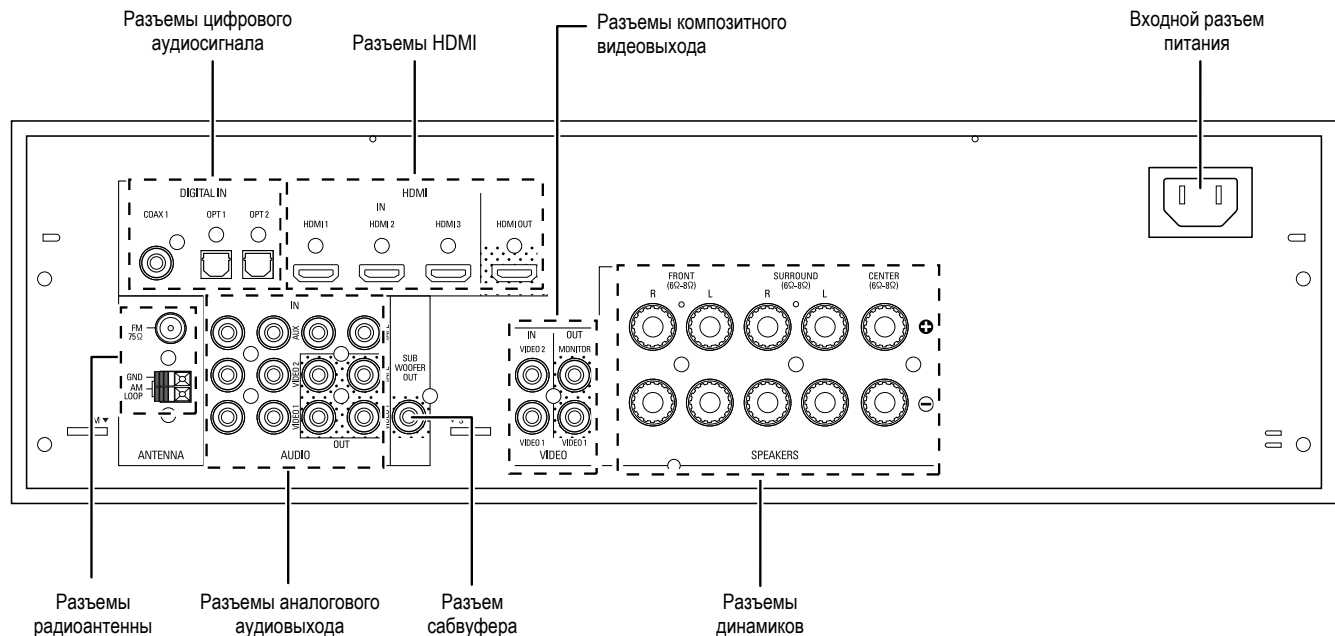 Разъемы цифрового
аудиосигнала
Разъемы HDMI
Разъемы композитного
видеовыхода
Входной разъем
питания
DIGITAL IN
COAX 1
OPT 1
OPT 2
HDMI
IN
HDMI 1
HDMI 2
HDMI 3
HDMI OUT
FM
75Ω
GND
AM
LOOP
ANTENNA
IN
AUX
VIDEO 2
VIDEO 1
OUT
AUDIO
SUB
WOOFER
OUT
IN
OUT
VIDEO 2
MONITOR
VIDEO 1
VIDEO 1
VIDEO
FRONT
(6Ω-8Ω)
R
L
SURROUND
(6Ω-8Ω)
R
L
CENTER
(6Ω-8Ω)
SPEAKERS
Разъемы
радиоантенны
Разъемы аналогового
аудиовыхода
Разъем
сабвуфера
Разъемы
динамиков